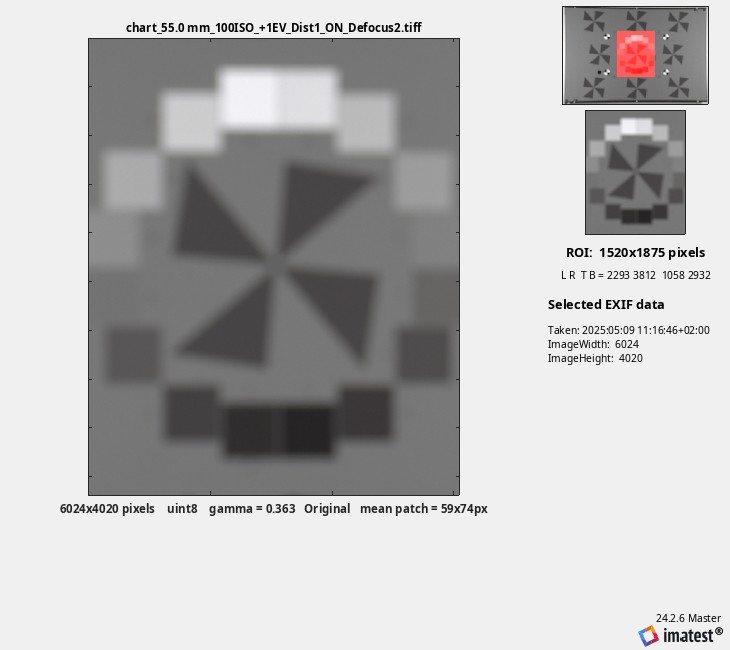 chart_55.0 mm_100ISO_+1EV_Dist1_ON_Defocus2.tiff
ROI:  1520x1875 pixels
L R  T B = 2293 3812  1058 2932
Selected EXIF data
Taken: 2025:05:09 11:16:46+02:00
ImageWidth:  6024
ImageHeight:  4020
6024x4020 pixels    uint8    gamma = 0.363   Original   mean patch = 59x74px
24.2.6 Master
imatest®